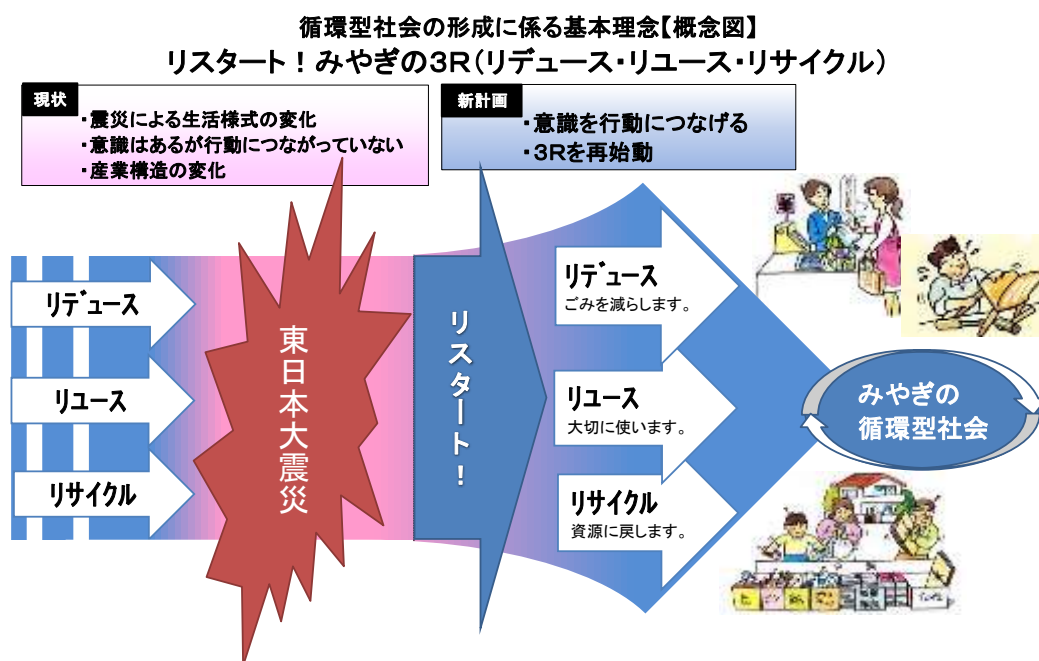 循環型社会の形成に係る基本理念【概念図】
リスタート！みやぎの３Ｒ（リデュース・リユース・リサイクル）
現状
・震災による生活様式の変化
・意識はあるが行動につながっていない
・産業構造の変化
新計画
・意識を行動につなげる
・３Ｒを再始動
リデュース
リユース
リサイクル
東日本大震災
リスタート！
リデュース
ごみを減らします。
リユース
大切に使います。
リサイクル
資源に戻します。
¥
みやぎの
循環型社会